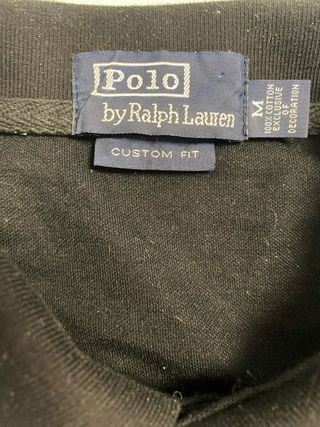 Polo
by Ralph Lauren
CUSTOM FIT
M
100% COTTON
EXCLUSIVE
OF
DECORATION